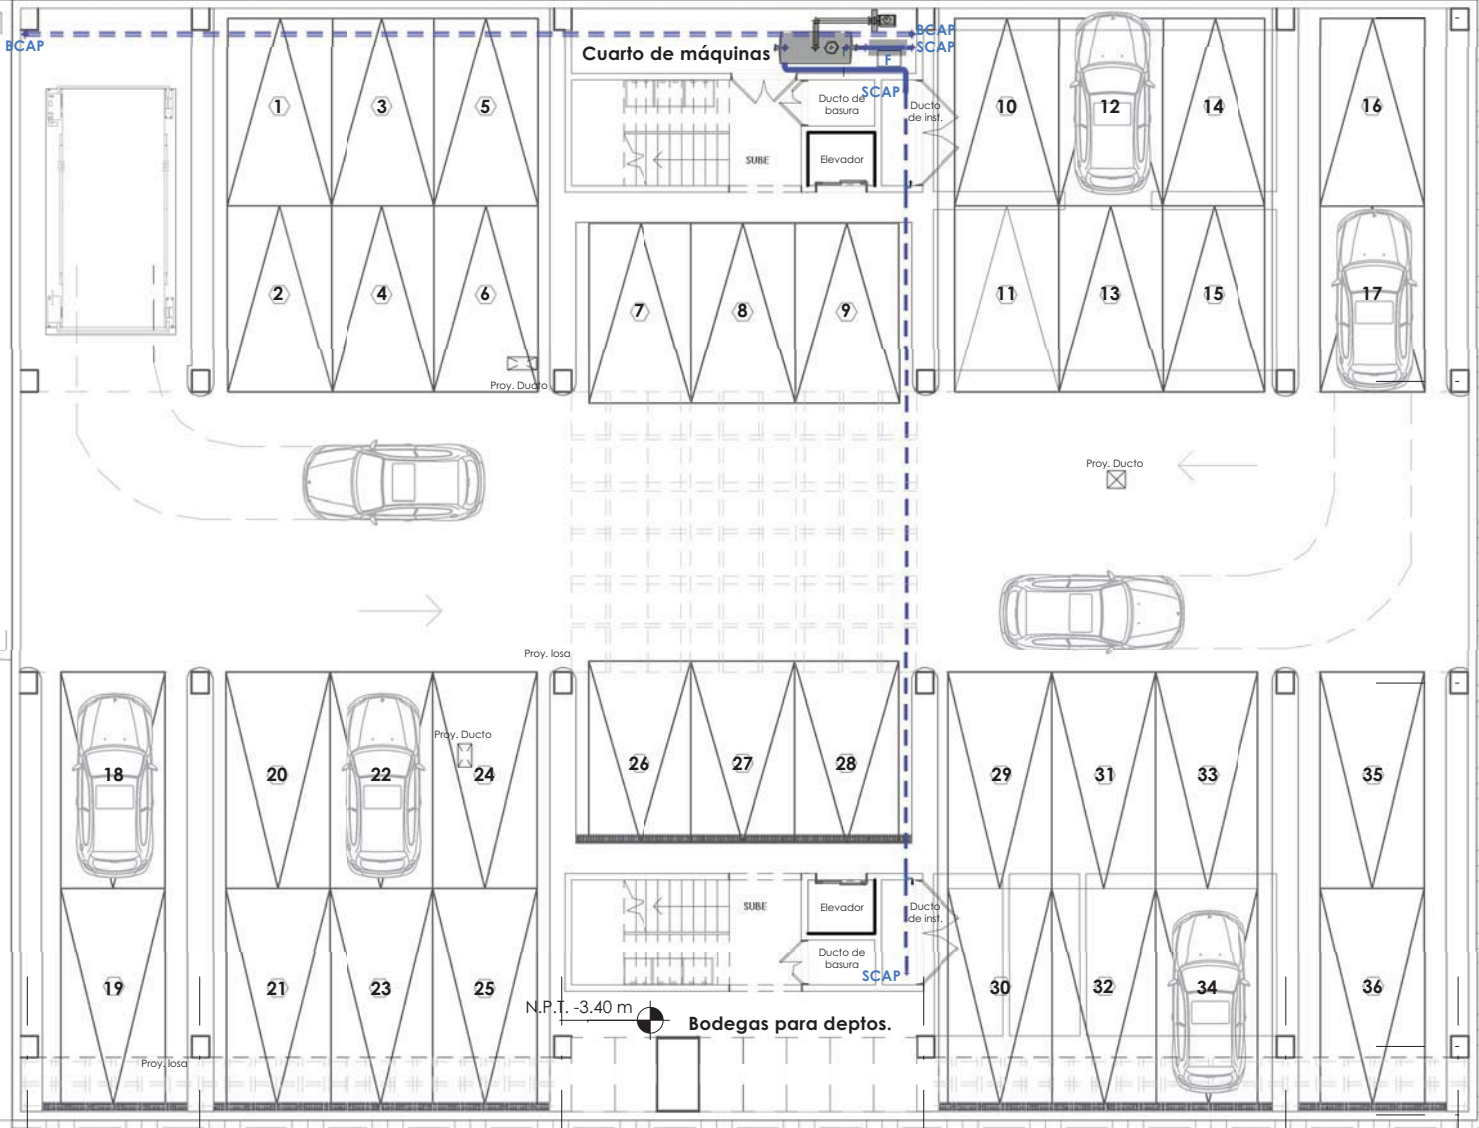 BCAP
BCAP
SCAP
Cuarto de máquinas
F
SCAP
Ducto de
basura
Ducto
de inst.
1
3
5
10
12
14
16
SUBE
Elevador
2
4
6
7
8
9
11
13
15
17
Proy. Ducto
Proy. Ducto
Proy. losa
Proy. Ducto
18
20
22
24
26
27
28
29
31
33
35
SUBE
Elevador
Ducto
de inst.
Ducto de
basura
SCAP
19
21
23
25
30
32
34
36
N.P.T. -3.40 m
Bodegas para deptos.
Proy. losa